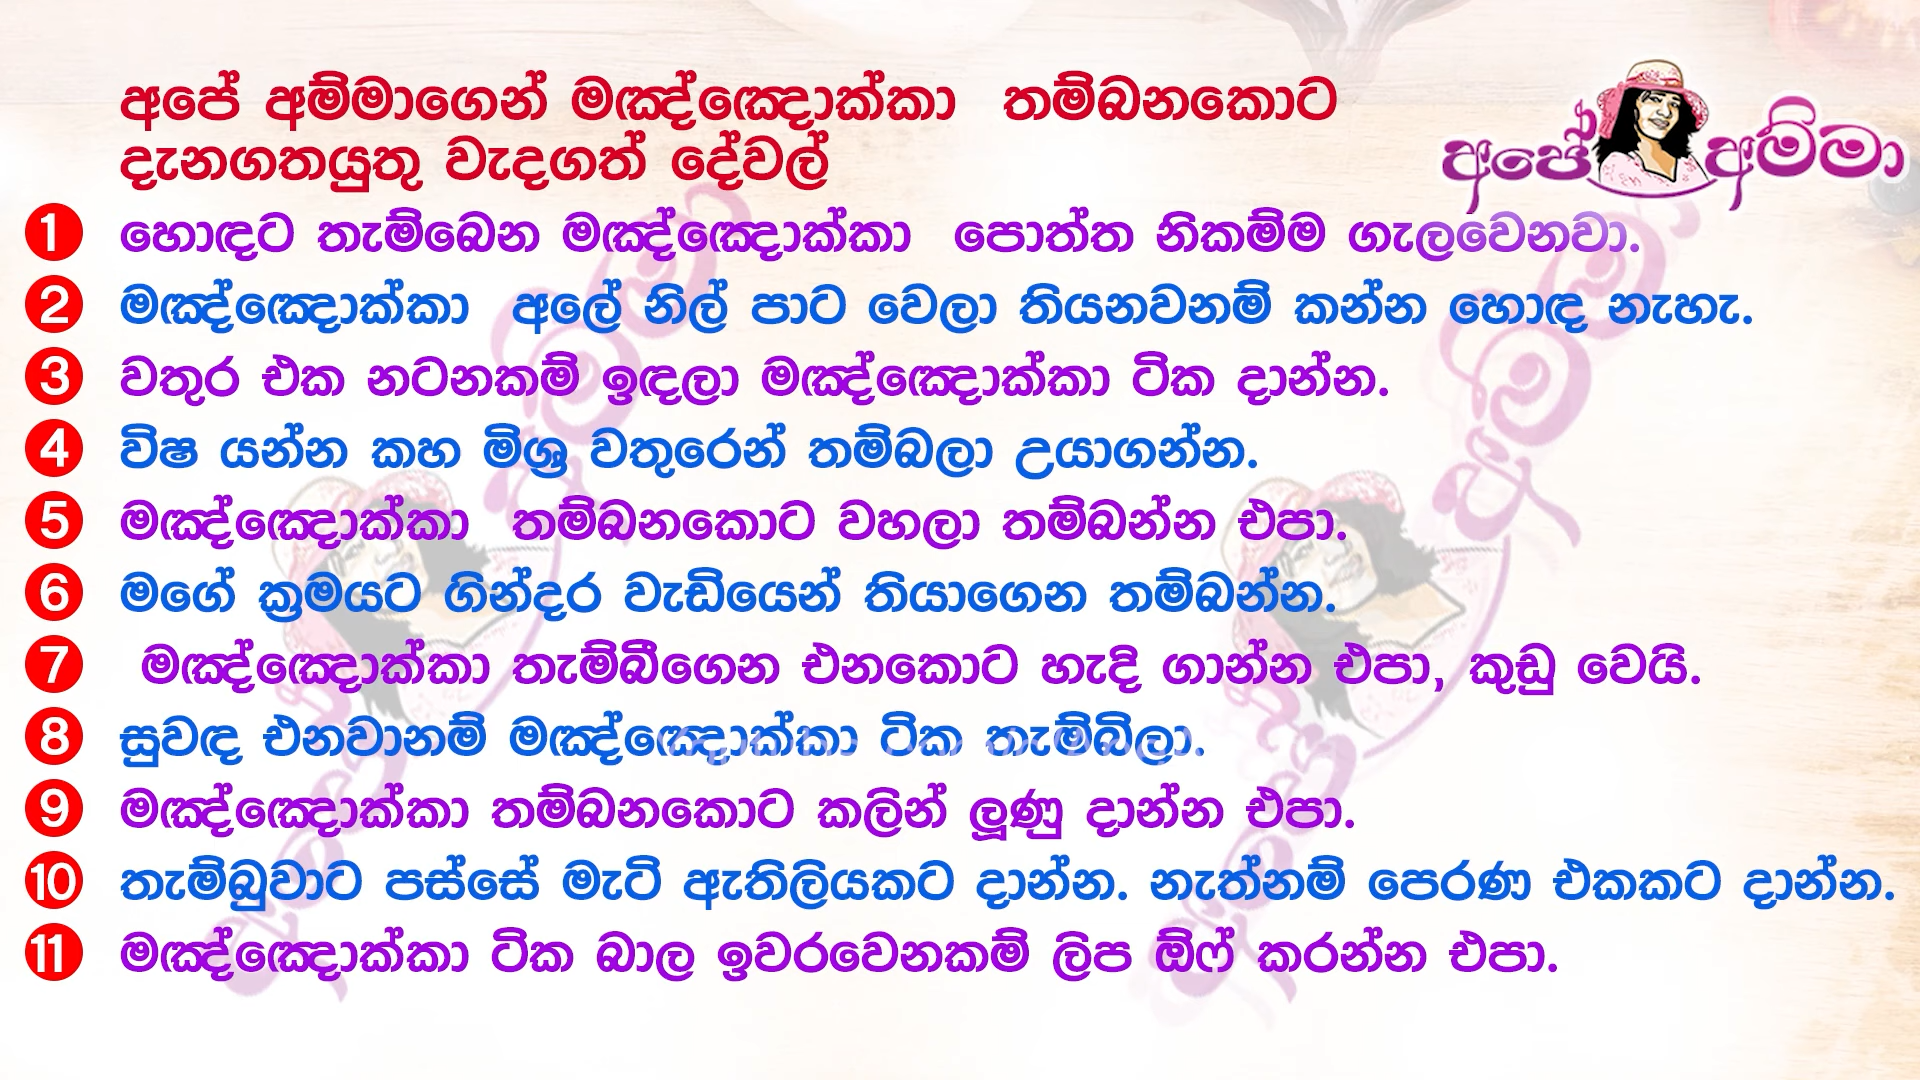 අපේ අම්මාගෙන් මඤ්ඤොක්කා තම්බනකොට
දැනගතයුතු වැදගත් දේවල්
අපේ අම්මා
1 හොඳට තැම්බෙන මඤ්ඤොක්කා පොත්ත නිකම්ම ගැලවෙනවා.
2 මඤ්ඤොක්කා අලේ නිල් පාට වෙලා තියනවනම් කන්න හොඳ නැහැ.
3 වතුර එක නටනකම් ඉඳලා මඤ්ඤොක්කා ටික දාන්න.
4 විෂ යන්න කහ මිශ්‍ර වතුරෙන් තම්බලා උයාගන්න.
5 මඤ්ඤොක්කා තම්බනකොට වහලා තම්බන්න එපා.
6 මගේ ක්‍රමයට ගින්දර වැඩියෙන් තියාගෙන තම්බන්න.
7 මඤ්ඤොක්කා තැම්බීගෙන එනකොට හැදි ගාන්න එපා, කුඩු වෙයි.
8 සුවඳ එනවානම් මඤ්ඤොක්කා ටික තැම්බිලා.
9 මඤ්ඤොක්කා තම්බනකොට කලින් ලූණු දාන්න එපා.
10 තැම්බුවාට පස්සේ මැටි ඇතිලියකට දාන්න. නැත්නම් පෙරණ එකකට දාන්න.
11 මඤ්ඤොක්කා ටික බාල ඉවරවෙනකම් ලිප ඕෆ් කරන්න එපා.